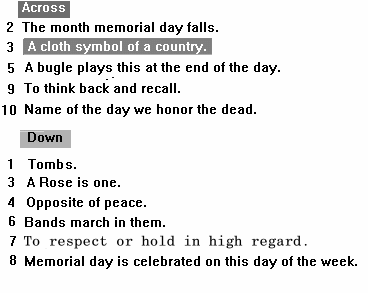 Across
2 The month memorial day falls.
3 A cloth symbol of a country.
5 A bugle plays this at the end of the day.
9 To think back and recall.
10 Name of the day we honor the dead.
Down
1 Tombs.
3 A Rose is one.
4 Opposite of peace.
6 Bands march in them.
7 To respect or hold in high regard.
8 Memorial day is celebrated on this day of the week.